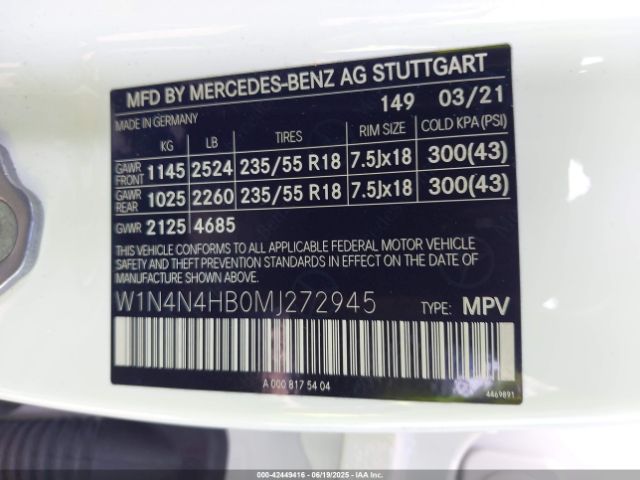 MFD BY MERCEDES-BENZ AG STUTTGART
149 03/21
MADE IN GERMANY
KG LB TIRES RIM SIZE COLD KPA(PSI)
GAWR FRONT 1145 2524 235/55 R18 7.5Jx18 300(43)
GAWR REAR 1025 2260 235/55 R18 7.5Jx18 300(43)
GVWR 2125 4685
THIS VEHICLE CONFORMS TO ALL APPLICABLE FEDERAL MOTOR VEHICLE
SAFETY AND THEFT PREVENTION STANDARDS IN EFFECT ON THE DATE
OF MANUFACTURE SHOWN ABOVE.
W1N4N4HB0MJ272945 TYPE: MPV
A 000 817 54 04
4469891
000-42449416 - 06/19/2025 - IAAI.COM